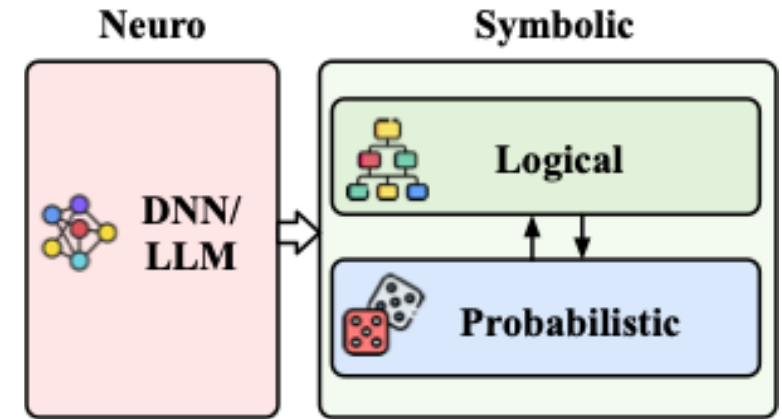 Neuro
Symbolic
DNN/
LLM
Logical
Probabilistic